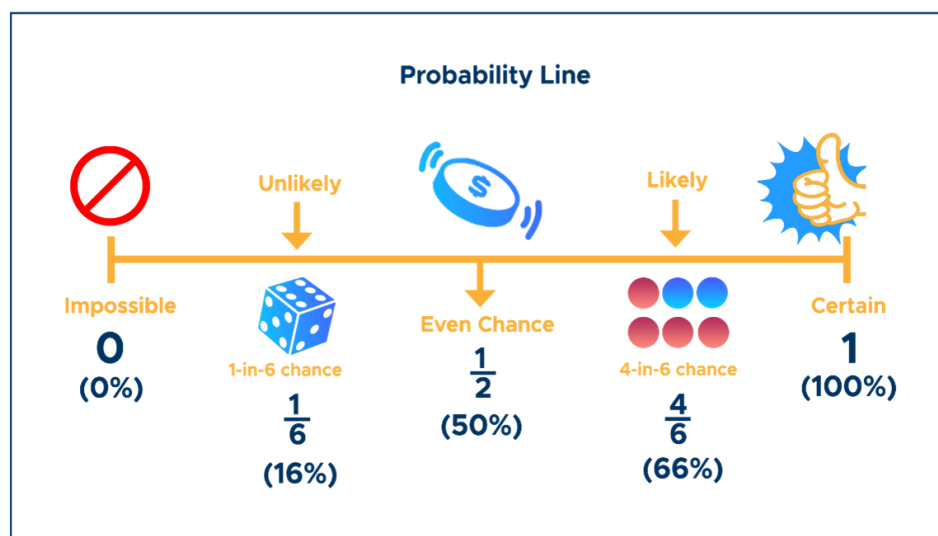 Probability Line
Unlikely
$
Likely
Impossible
0
(0%)
1-in-6 chance
1
6
(16%)
Even Chance
1
2
(50%)
4-in-6 chance
4
6
(66%)
Certain
1
(100%)